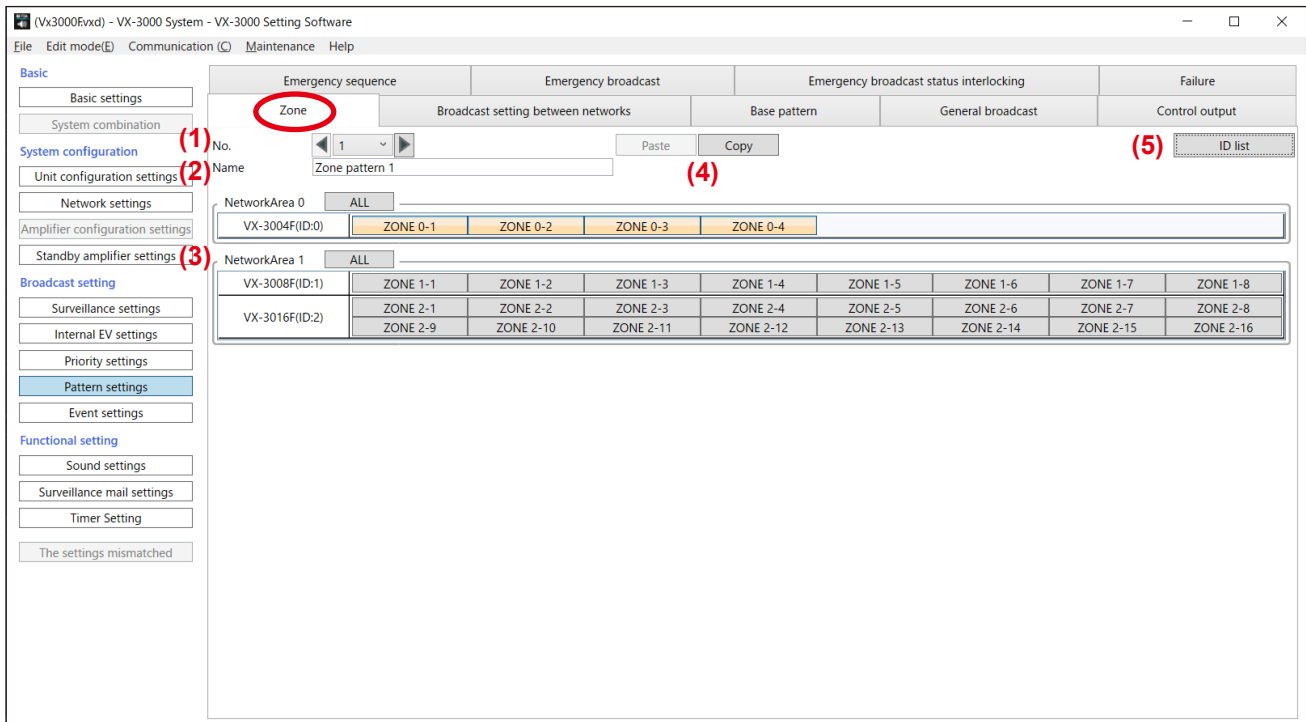 (Vx3000F.vxd) - VX-3000 System - VX-3000 Setting Software
File Edit mode(E) Communication (C) Maintenance Help
Basic
Basic settings
System combination
System configuration
Unit configuration settings
Network settings
Amplifier configuration settings
Standby amplifier settings
Broadcast setting
Surveillance settings
Internal EV settings
Priority settings
Pattern settings
Event settings
Functional setting
Sound settings
Surveillance mail settings
Timer Setting
The settings mismatched
Emergency sequence Emergency broadcast Emergency broadcast status interlocking Failure
Zone Broadcast setting between networks Base pattern General broadcast Control output
(1) No. 1 Paste Copy (5) ID list
(2) Name Zone pattern 1 (4)
NetworkArea 0 ALL
VX-3004F(ID:0) ZONE 0-1 ZONE 0-2 ZONE 0-3 ZONE 0-4
(3) NetworkArea 1 ALL
VX-3008F(ID:1) ZONE 1-1 ZONE 1-2 ZONE 1-3 ZONE 1-4 ZONE 1-5 ZONE 1-6 ZONE 1-7 ZONE 1-8
VX-3016F(ID:2) ZONE 2-1 ZONE 2-2 ZONE 2-3 ZONE 2-4 ZONE 2-5 ZONE 2-6 ZONE 2-7 ZONE 2-8
ZONE 2-9 ZONE 2-10 ZONE 2-11 ZONE 2-12 ZONE 2-13 ZONE 2-14 ZONE 2-15 ZONE 2-16